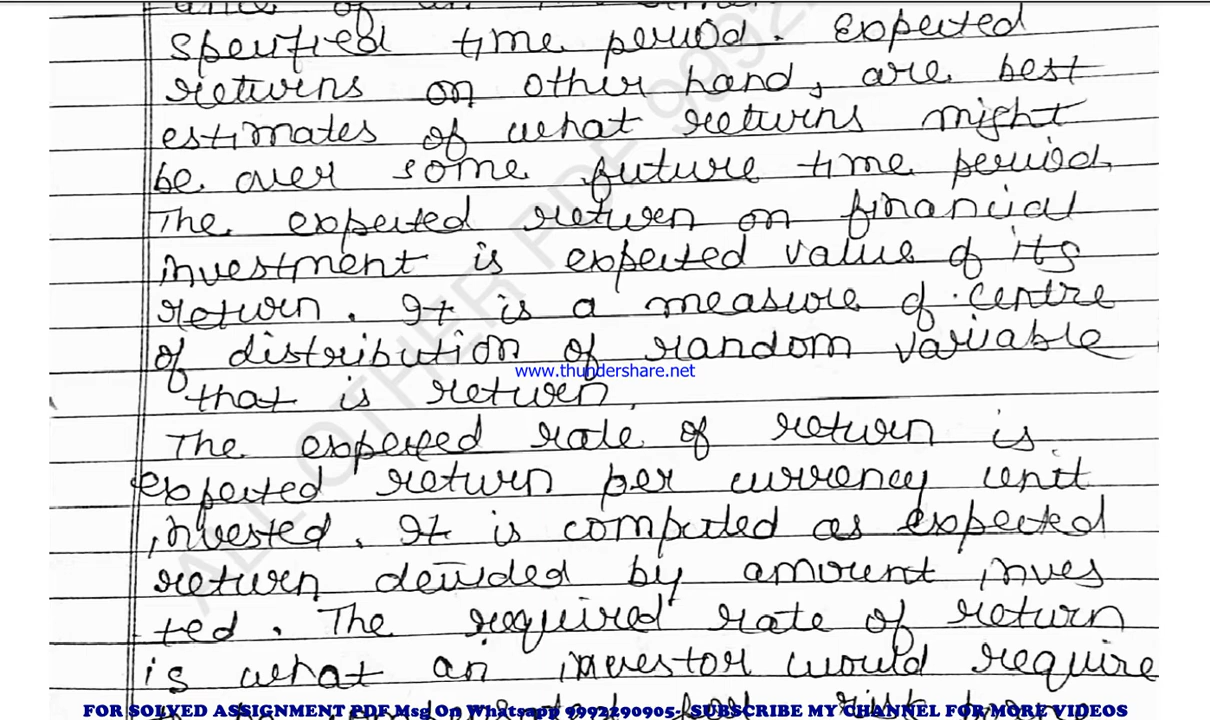 specified time period. Expected
returns on other hand, are best
estimates of what returns might
be over some future time period.
The expected return on financial
investment is expected value of its
return. It is a measure of centre
of distribution of random variable
www.thundershare.net
that is return.
The expected rate of return is
expected return per currency unit
invested. It is computed as expected
return devided by amount inves
ted. The required rate of return
is what an investor would require
FOR SOLVED ASSIGNMENT PDF Msg On Whatsapp 9992290905- SUBSCRIBE MY CHANNEL FOR MORE VIDEOS
ALL OTHER PDF 9992